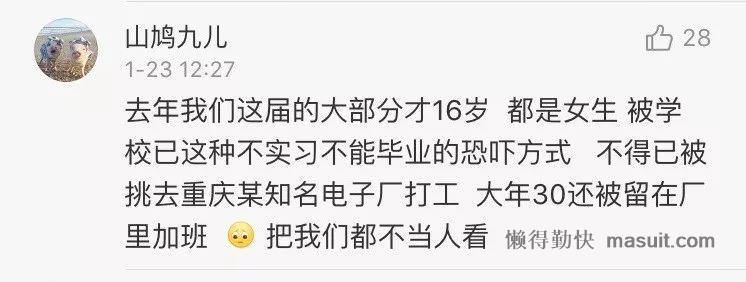 山鸠九儿
28
1-23 12:27
去年我们这届的大部分才16岁 都是女生 被学
校已这种不实习不能毕业的恐吓方式 不得已被
挑去重庆某知名电子厂打工 大年30还被留在厂
里加班 🥺 把我们都不当人看
懒得勤快 masuit.com